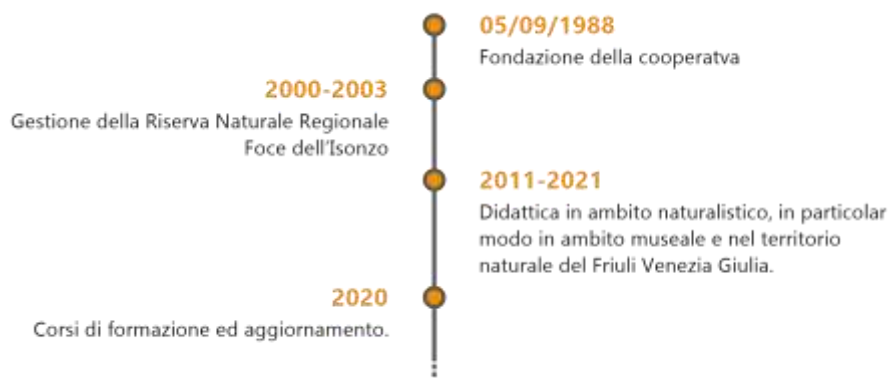 05/09/1988
Fondazione della cooperatva
2000-2003
Gestione della Riserva Naturale Regionale
Foce dell'Isonzo
2011-2021
Didattica in ambito naturalistico, in particolar
modo in ambito museale e nel territorio
naturale del Friuli Venezia Giulia.
2020
Corsi di formazione ed aggiornamento.